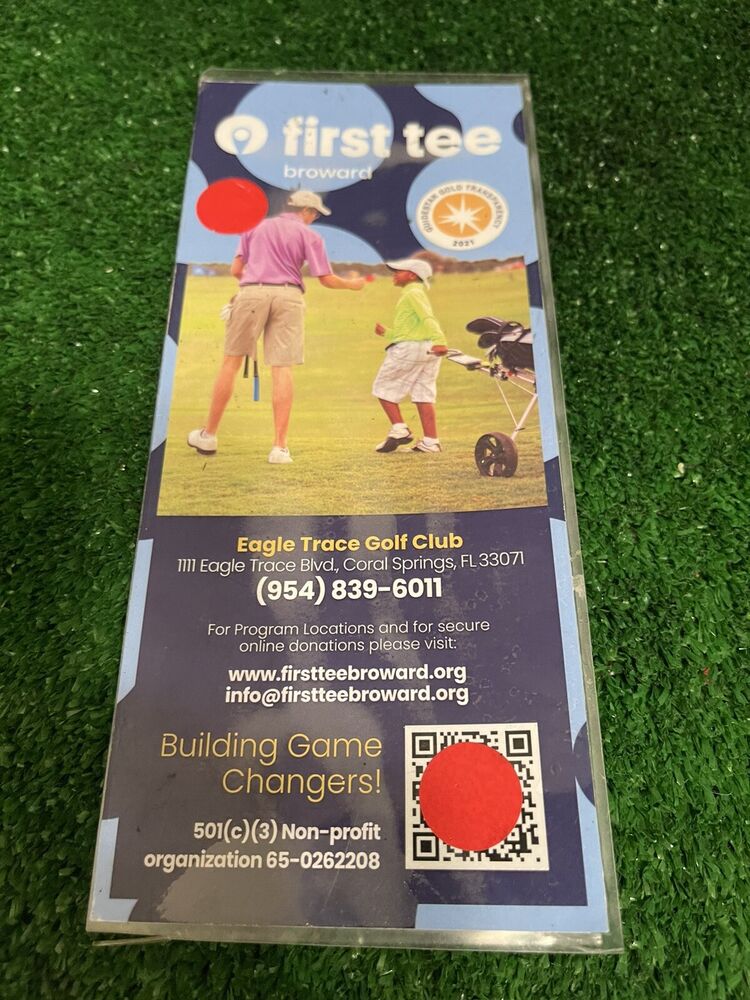 first tee
broward
GUIDESTAR GOLD TRANSPARENCY
2021
Eagle Trace Golf Club
1111 Eagle Trace Blvd., Coral Springs, FL 33071
(954) 839-6011
For Program Locations and for secure
online donations please visit:
www.firstteebroward.org
info@firstteebroward.org
Building Game
Changers!
501(c)(3) Non-profit
organization 65-0262208